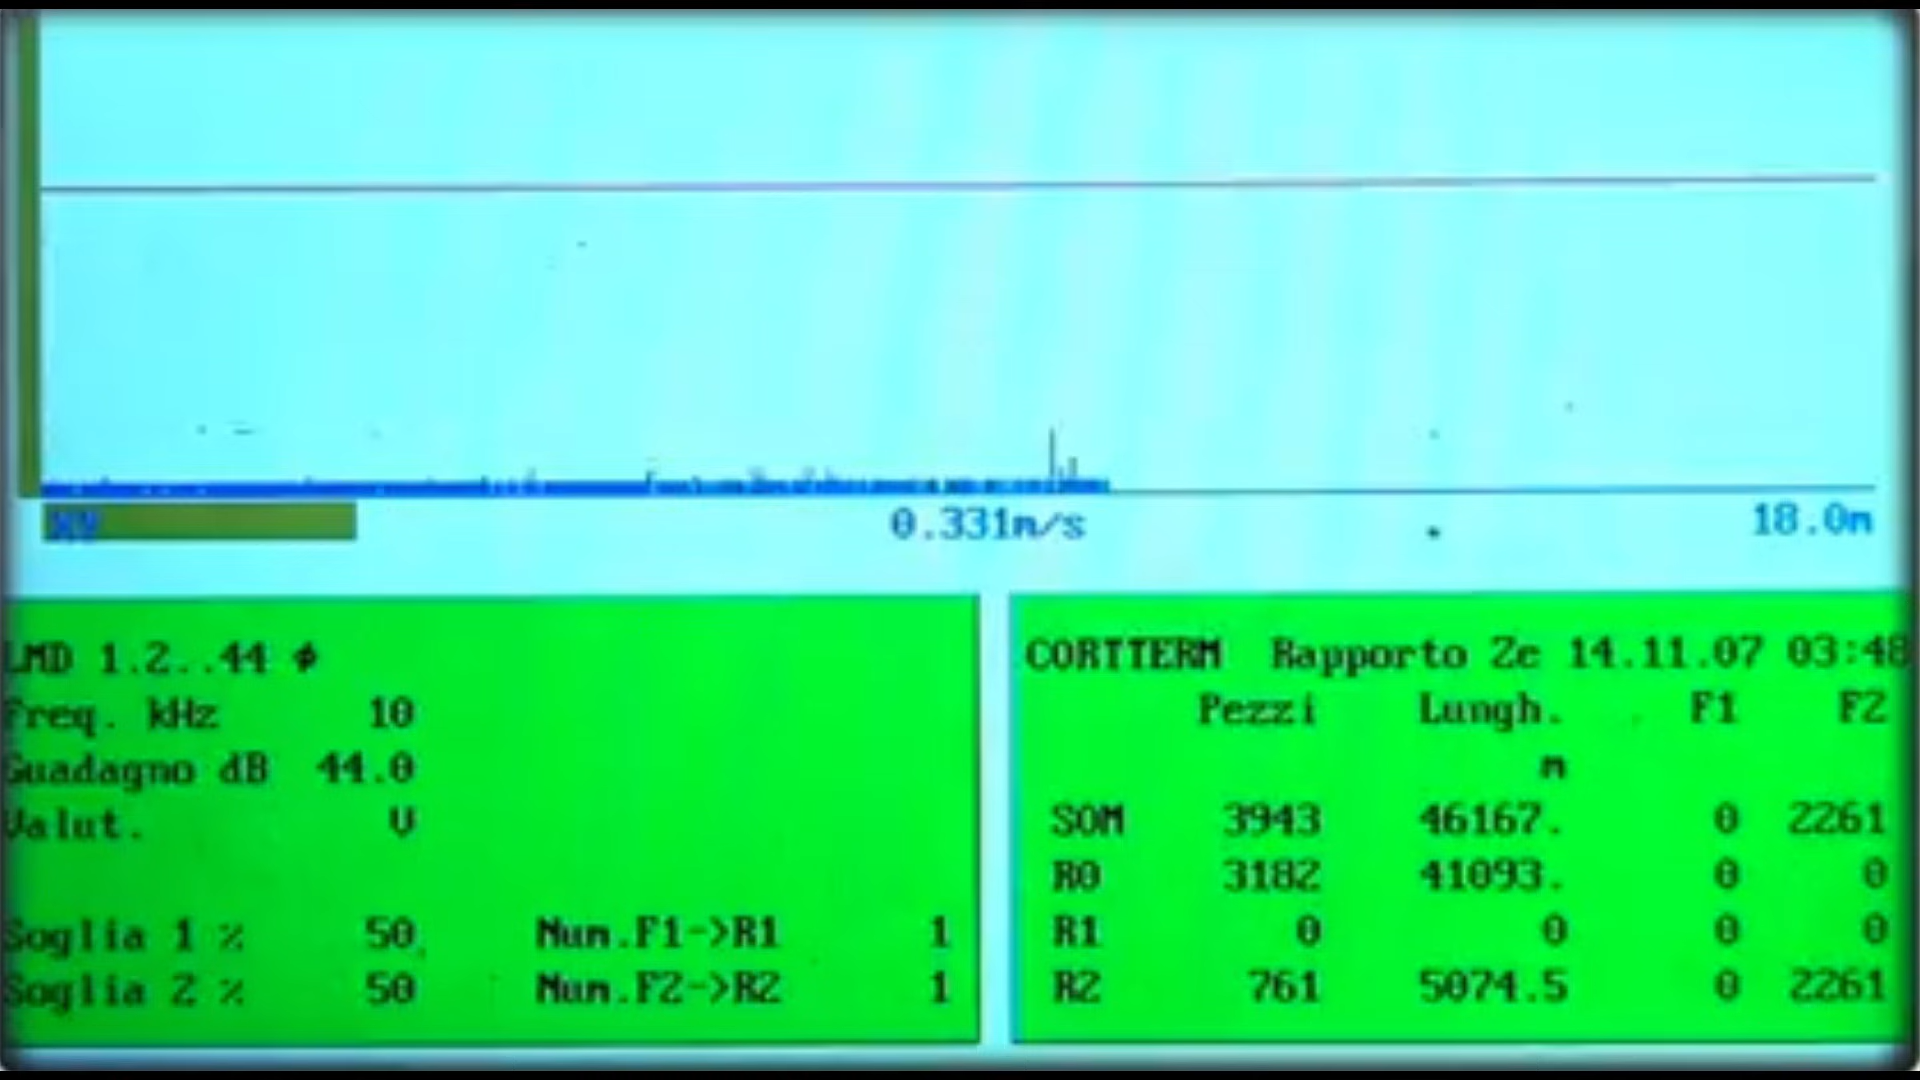 0.331m/s 18.0m
LMD 1.2..44 ϕ
Freq. kHz 10
Guadagno dB 44.0
Valut. V
Soglia 1 % 50 Num.F1->R1 1
Soglia 2 % 50 Num.F2->R2 1
CORTTERM Rapporto Ze 14.11.07 03:48
Pezzi Lungh. F1 F2
m
SOM 3943 46167. 0 2261
R0 3182 41093. 0 0
R1 0 0 0 0
R2 761 5074.5 0 2261